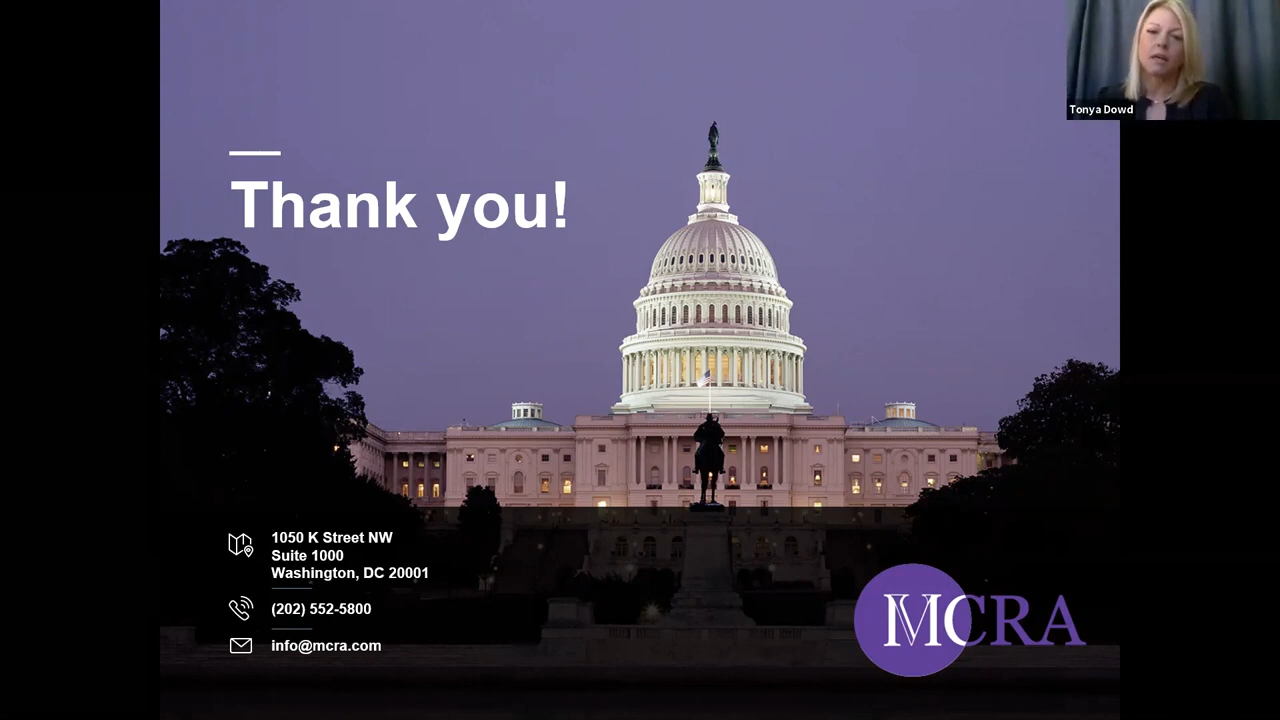 Tonya Dowd
Thank you!
1050 K Street NW
Suite 1000
Washington, DC 20001
(202) 552-5800
info@mcra.com
MCRA